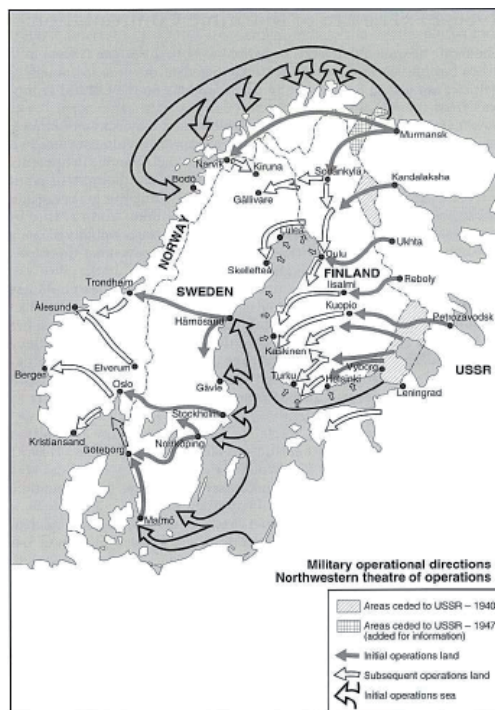 Murmansk
Narvik
Kiruna
Sodankylä
Kandalaksha
Bodö
Gällivare
Luleå
Ukhta
NORWAY
Skellefteå
Oulu
FINLAND
Iisalmi
Reboly
Trondheim
SWEDEN
Kuopio
Ålesund
Härnösand
Petrozavodsk
Kaskinen
Vyborg
USSR
Bergen
Elverum
Gävle
Turku
Helsinki
Leningrad
Oslo
Stockholm
Kristiansand
Norrköping
Göteborg
Malmö
Military operational directions
Northwestern theatre of operations
Areas ceded to USSR – 1940
Areas ceded to USSR – 1947
(added for information)
Initial operations land
Subsequent operations land
Initial operations sea